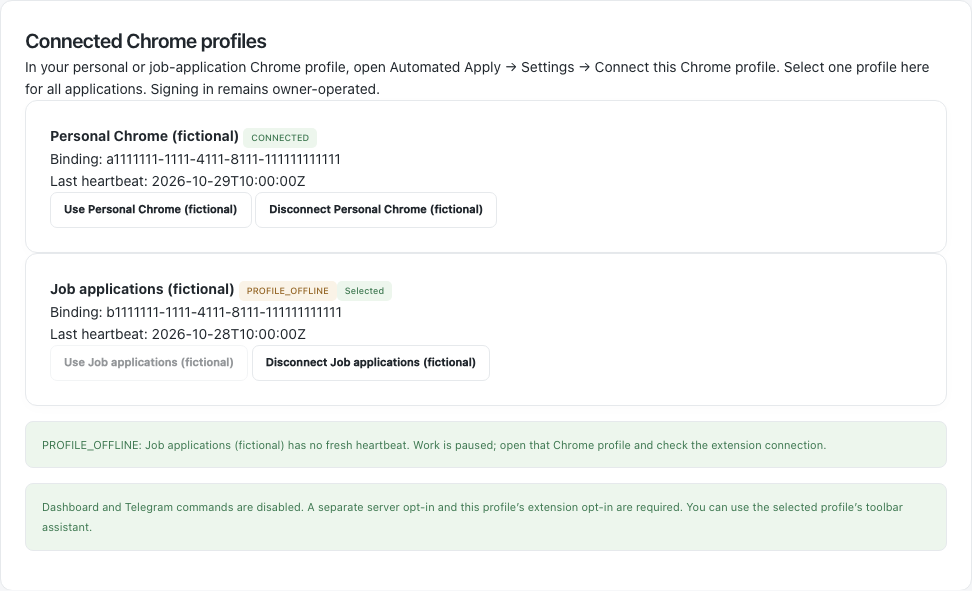 Connected Chrome profiles
In your personal or job-application Chrome profile, open Automated Apply → Settings → Connect this Chrome profile. Select one profile here
for all applications. Signing in remains owner-operated.
Personal Chrome (fictional) CONNECTED
Binding: a1111111-1111-4111-8111-111111111111
Last heartbeat: 2026-10-29T10:00:00Z
Use Personal Chrome (fictional) Disconnect Personal Chrome (fictional)
Job applications (fictional) PROFILE_OFFLINE Selected
Binding: b1111111-1111-4111-8111-111111111111
Last heartbeat: 2026-10-28T10:00:00Z
Use Job applications (fictional) Disconnect Job applications (fictional)
PROFILE_OFFLINE: Job applications (fictional) has no fresh heartbeat. Work is paused; open that Chrome profile and check the extension connection.
Dashboard and Telegram commands are disabled. A separate server opt-in and this profile's extension opt-in are required. You can use the selected profile's toolbar
assistant.